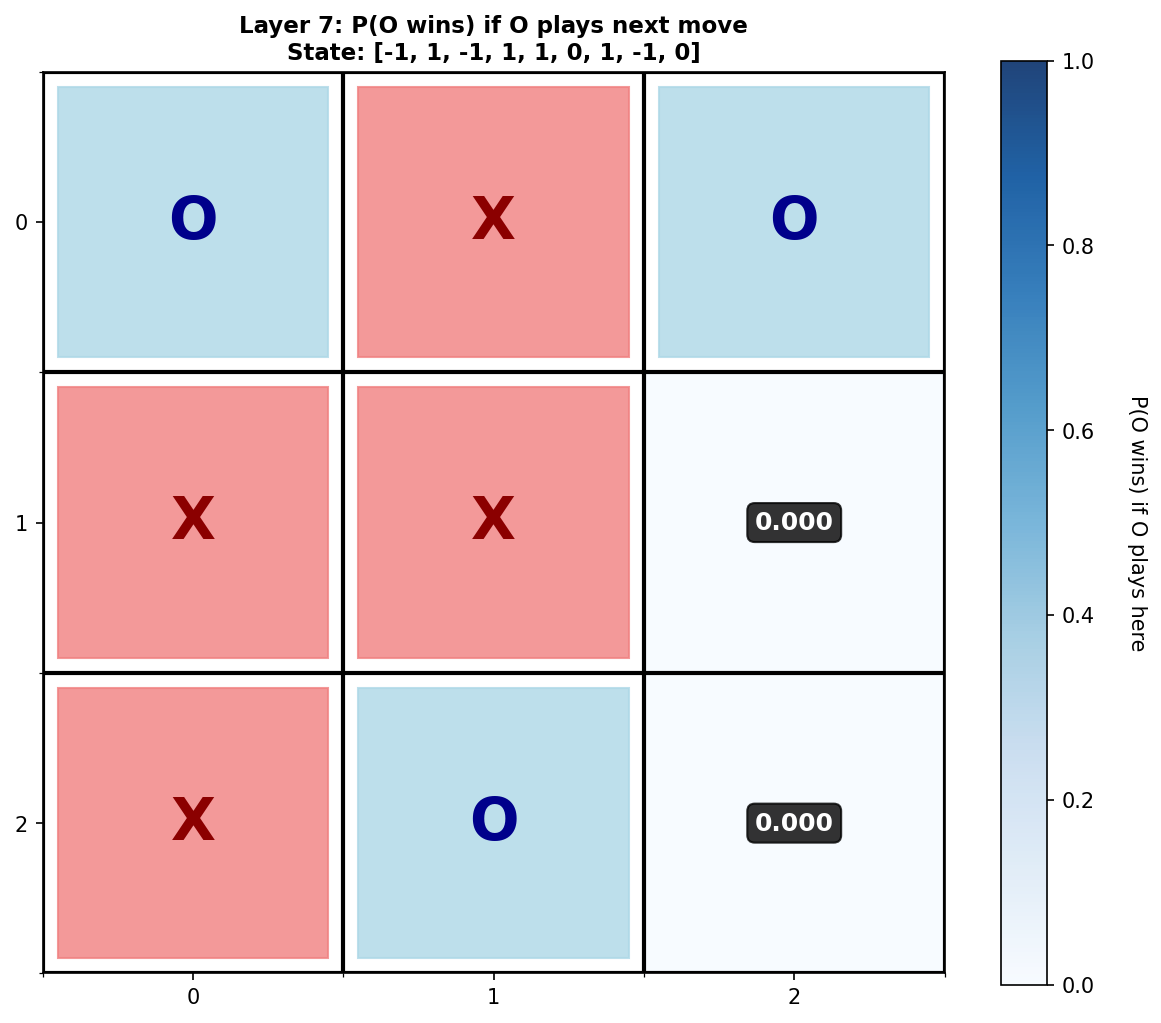 Layer 7: P(O wins) if O plays next move
State: [-1, 1, -1, 1, 1, 0, 1, -1, 0]
0
O
X
O
1
X
X
0.000
2
X
O
0.000
0
1
2
1.0
0.8
0.6
0.4
0.2
0.0
P(O wins) if O plays here